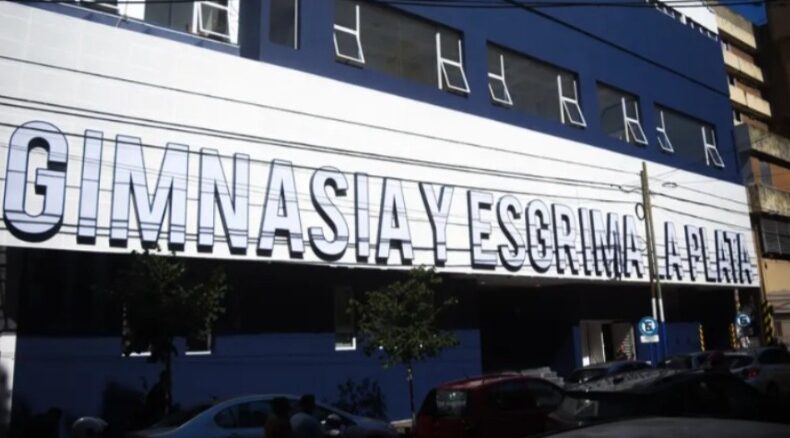 GIMNASIA Y ESGRIMA LA PLATA